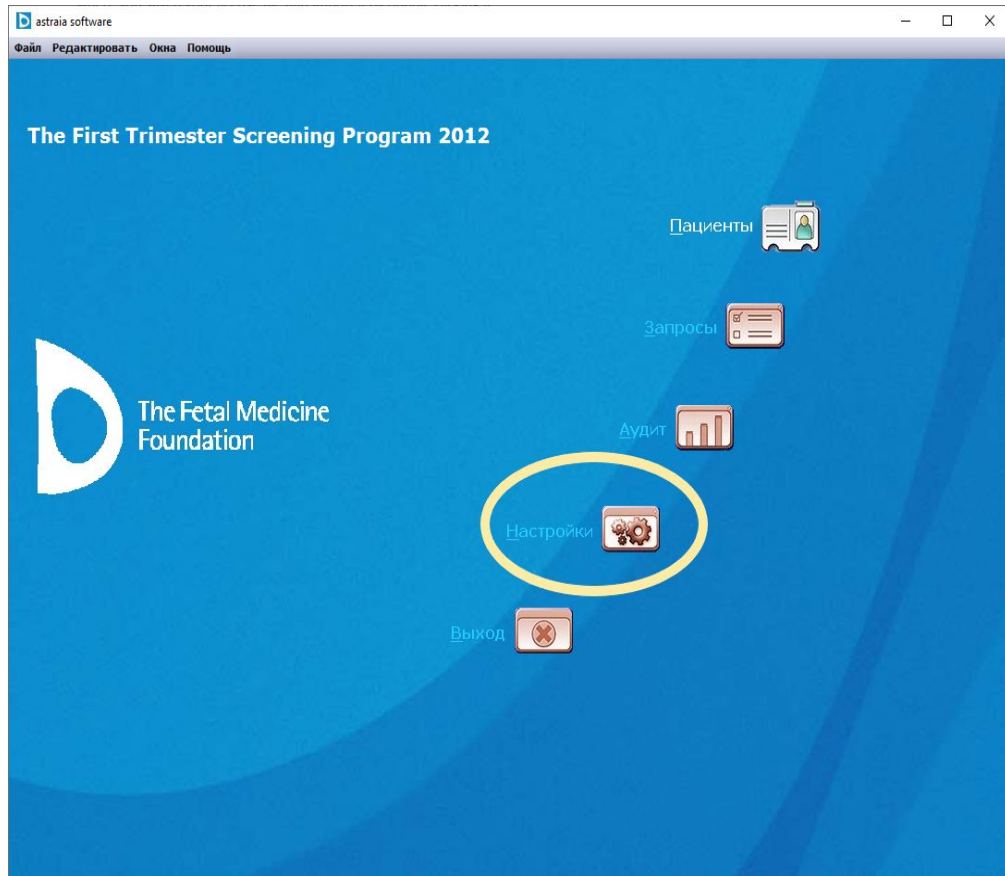 astraia software
Файл Редактировать Окна Помощь
The First Trimester Screening Program 2012
Пациенты
Запросы
Аудит
The Fetal Medicine
Foundation
Настройки
Выход